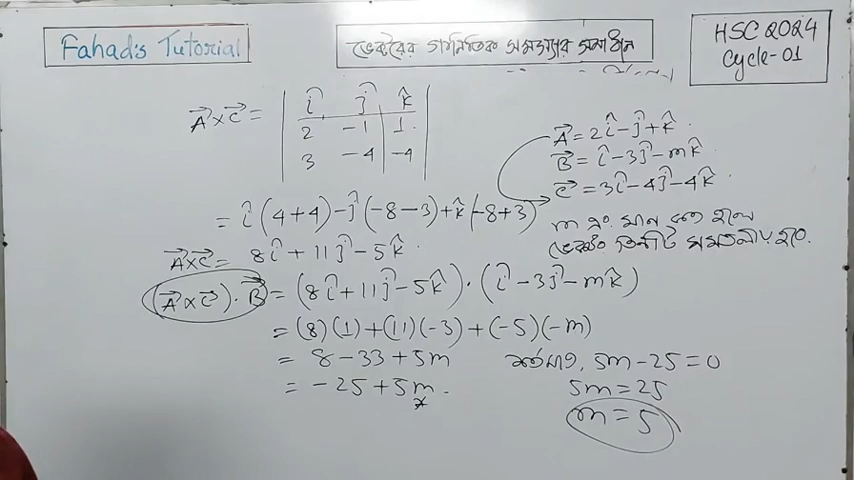 Fahad's Tutorial
ভেক্টরের গাণিতিক সমস্যার সমাধান
HSC 2024
Cycle-01
A⃗×C⃗ = | î ĵ k̂ |
| 2 -1 1 |
| 3 -4 -4 |
= î(4+4)-ĵ(-8-3)+k̂(-8+3)
A⃗×C⃗ = 8î+11ĵ-5k̂.
(A⃗×C⃗).B⃗ = (8î+11ĵ-5k̂)·(î-3ĵ-mk̂)
= (8)(1)+(11)(-3)+(-5)(-m)
= 8-33+5m
= -25+5m.
A⃗=2î-ĵ+k̂.
B⃗=î-3ĵ-mk̂
C⃗=3î-4ĵ-4k̂.
m এর মান কত হলে
ভেক্টর তিনটি সমতলীয় হবে.
শর্তমতে, 5m-25=0
5m=25
m=5